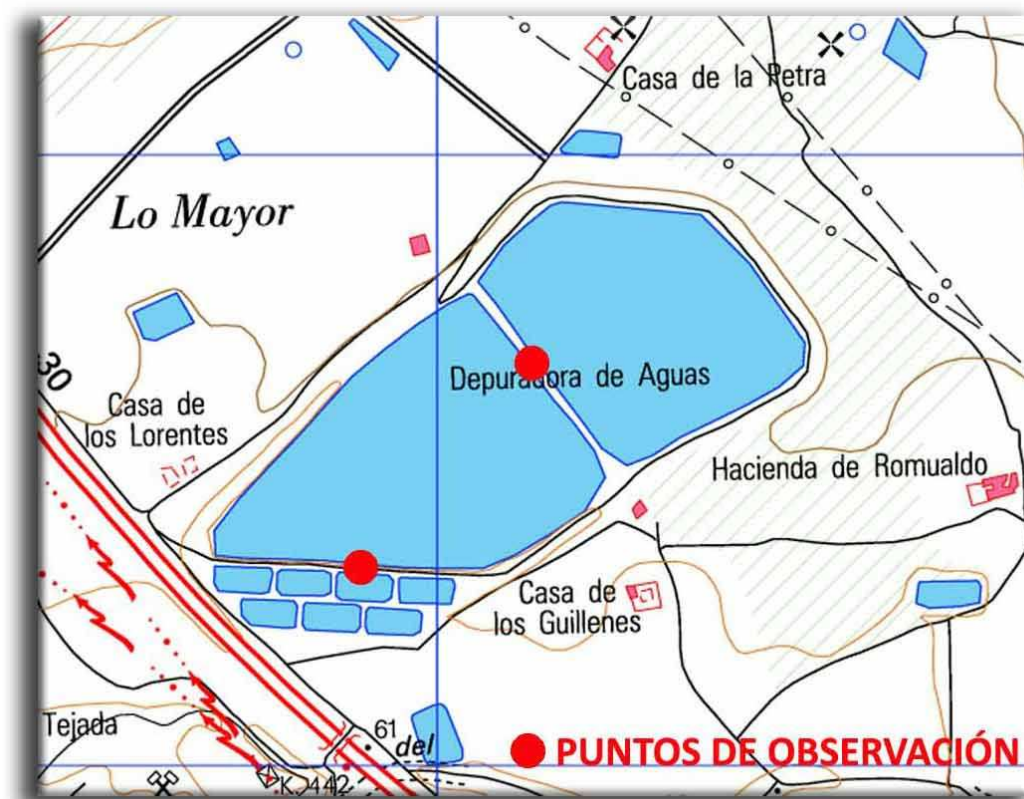 Casa de la Petra
Lo Mayor
30
Depuradora de Aguas
Casa de
los Lorentes
Hacienda de Romualdo
Casa de
los Guillenes
Tejada
61
del
K. 442
PUNTOS DE OBSERVACIÓN